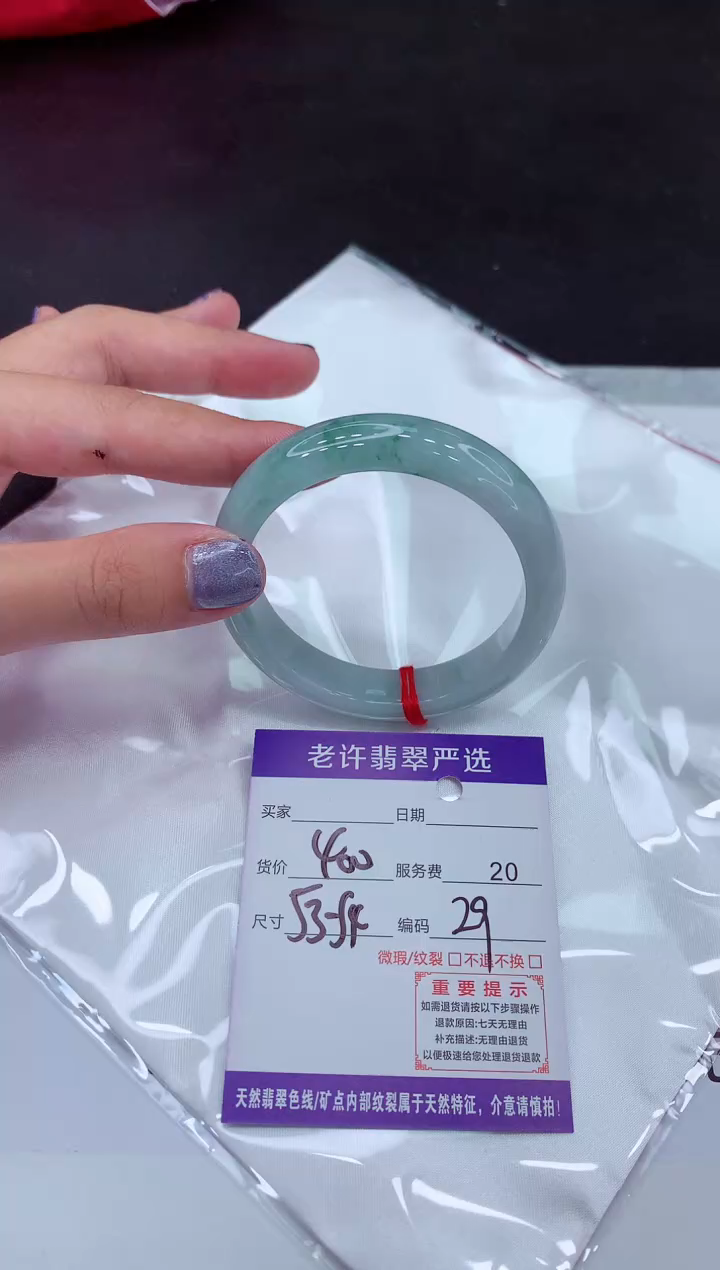 老许翡翠严选
买家 日期
货价 400 服务费 20
尺寸 53-54 编码 29
微瑕/纹裂 □ 不退不换 □
重要提示
如需退货请按以下步骤操作
退款原因:七天无理由
补充描述:无理由退货
以便极速给您处理退货退款
天然翡翠色线/矿点内部纹裂属于天然特征，介意请慎拍!